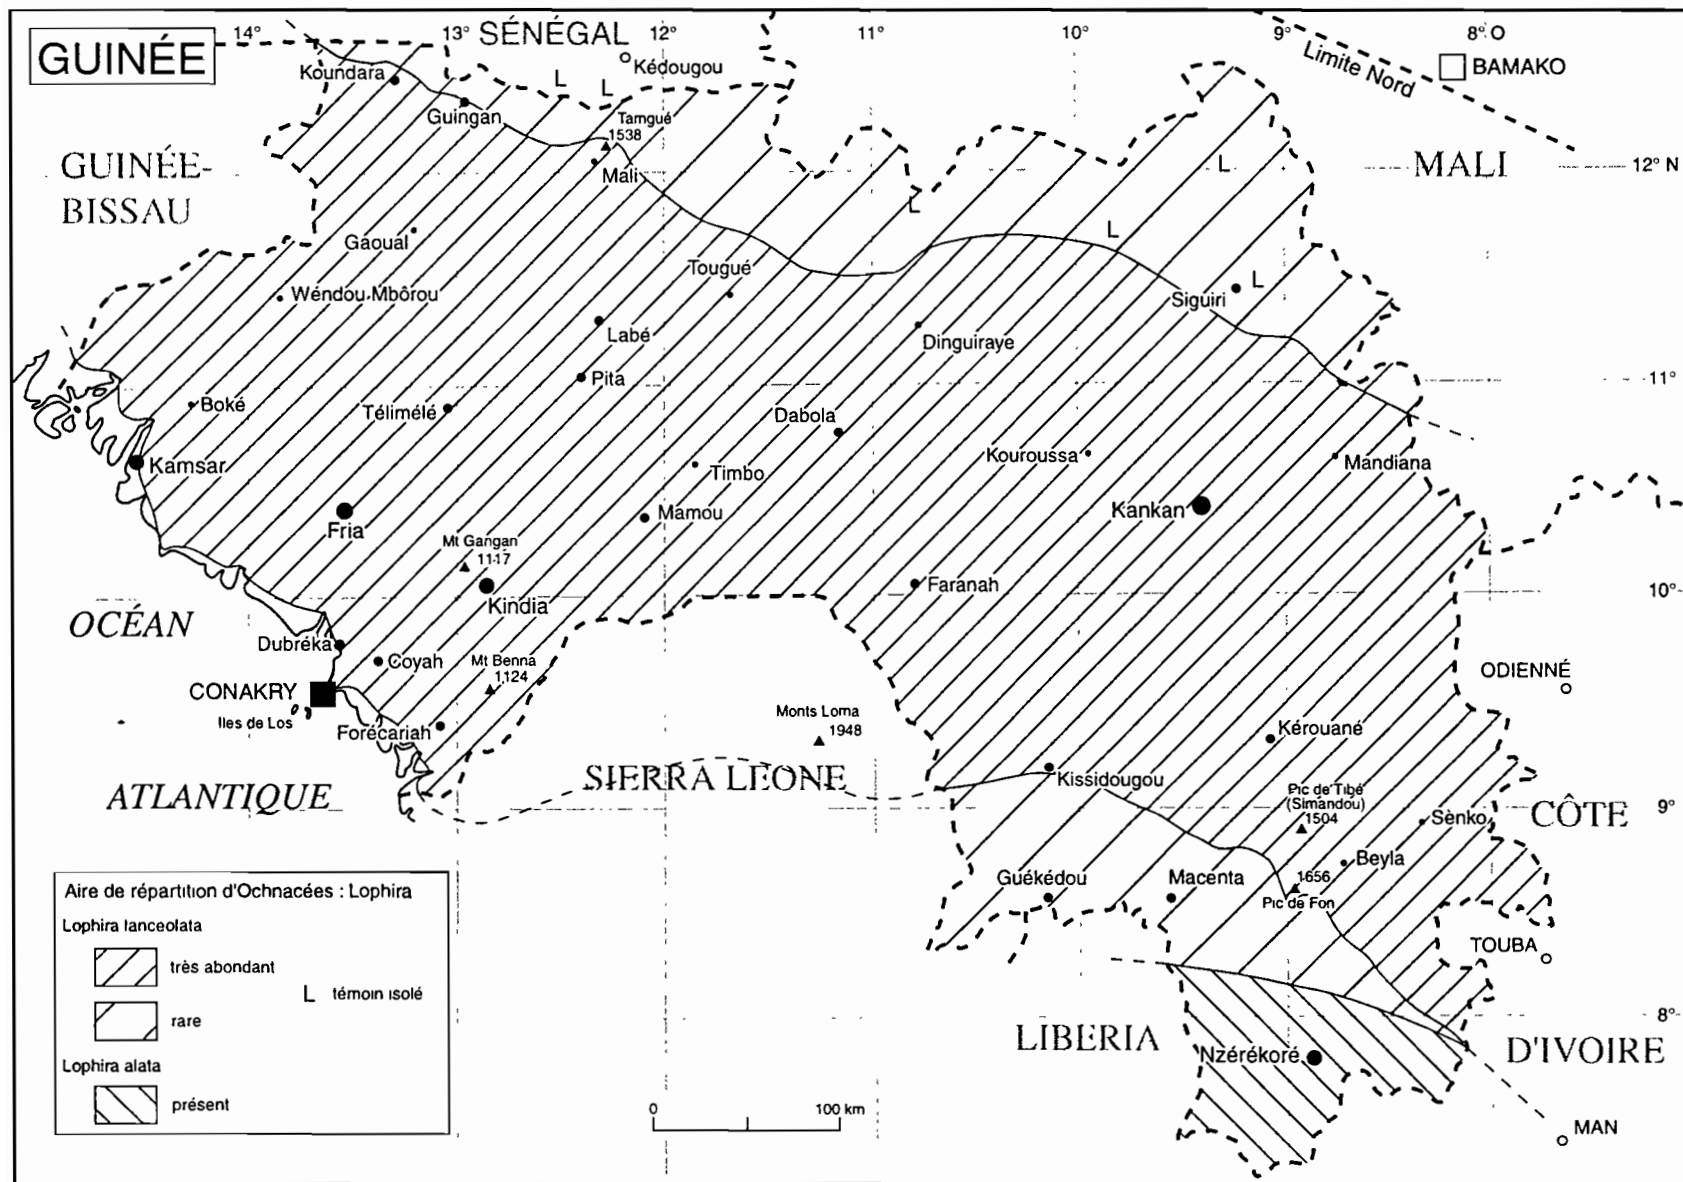 GUINÉE
14°
13°
SÉNÉGAL
12°
11°
10°
9°
8° O
Kédougou
Limite Nord
BAMAKO
Koundara
L
L
Guingan
Tamgué
1538
Mali
GUINÉE-
BISSAU
L
MALI
12° N
L
Gaoual
L
Tougué
Wéndou Mbôrou
L
Siguiri
Labé
Dinguiraye
Pita
11°
Boké
Télimélé
Dabola
Kamsar
Timbo
Kouroussa
Mandiana
Fria
Mamou
Kankan
Mt Gangan
1117
Kindia
Faranah
10°
OCÉAN
Dubréka
Coyah
Mt Benna
1124
ODIENNÉ
CONAKRY
Iles de Los
Forécariah
Monts Loma
1948
Kérouané
ATLANTIQUE
SIERRA LEONE
Kissidougou
Pic de Tibé
(Simandou)
1504
Sènko
CÔTE
9°
Beyla
Guékédou
Macenta
1656
Pic de Fon
TOUBA
Aire de répartition d'Ochnacées : Lophira
Lophira lanceolata
très abondant
L témoin isolé
rare
Lophira alata
présent
LIBERIA
8°
Nzérékoré
D'IVOIRE
0 100 km
MAN